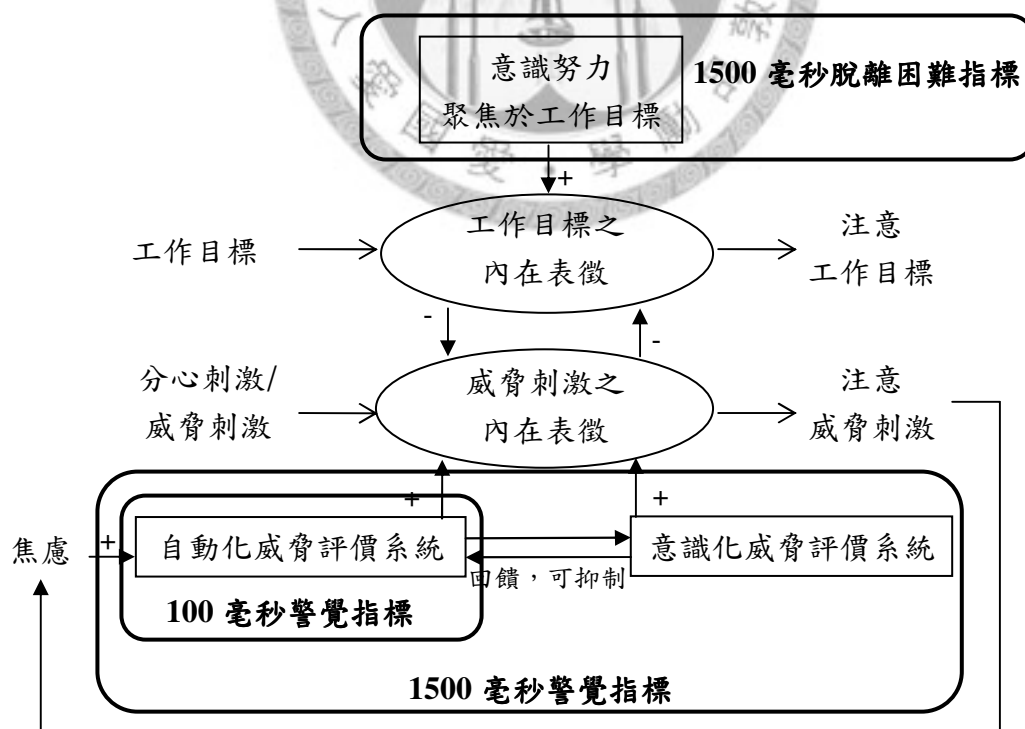 意識努力
聚焦於工作目標
1500 毫秒脫離困難指標
+
工作目標
工作目標之
內在表徵
注意
工作目標
-
-
分心刺激/
威脅刺激
威脅刺激之
內在表徵
注意
威脅刺激
+
+
焦慮
+
自動化威脅評價系統
意識化威脅評價系統
回饋，可抑制
100 毫秒警覺指標
1500 毫秒警覺指標